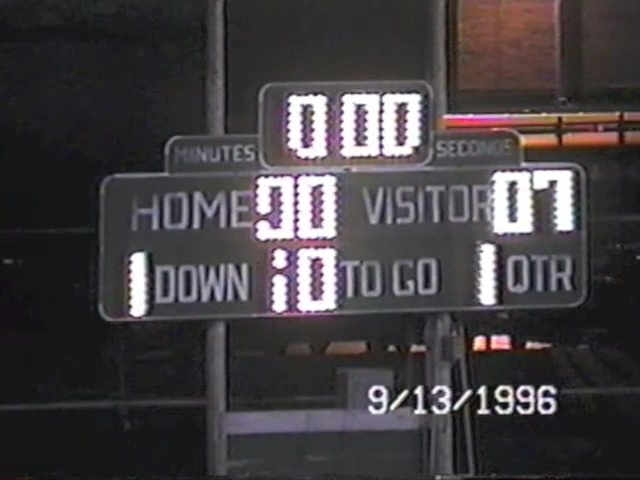 0 00
MINUTES SECONDS
HOME 00 VISITOR 07
1 DOWN 10 TO GO 1 QTR
9/13/1996